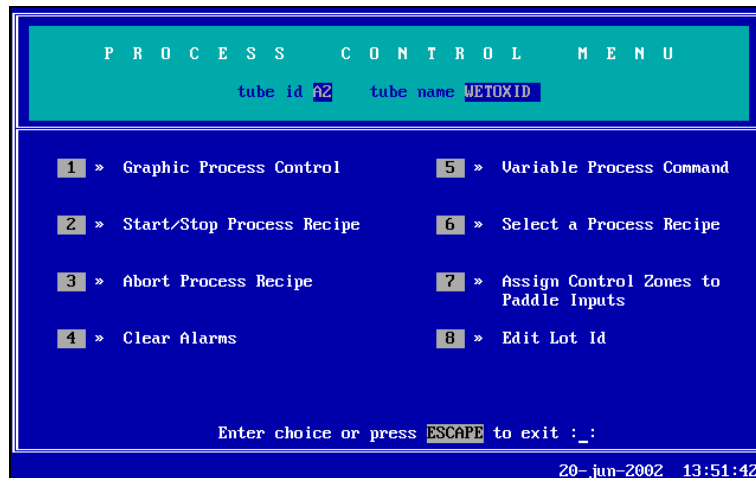 P R O C E S S   C O N T R O L   M E N U
tube id A2   tube name WETOXID
1 » Graphic Process Control
2 » Start/Stop Process Recipe
3 » Abort Process Recipe
4 » Clear Alarms
5 » Variable Process Command
6 » Select a Process Recipe
7 » Assign Control Zones to
Paddle Inputs
8 » Edit Lot Id
Enter choice or press ESCAPE to exit :_:
20-jun-2002 13:51:42